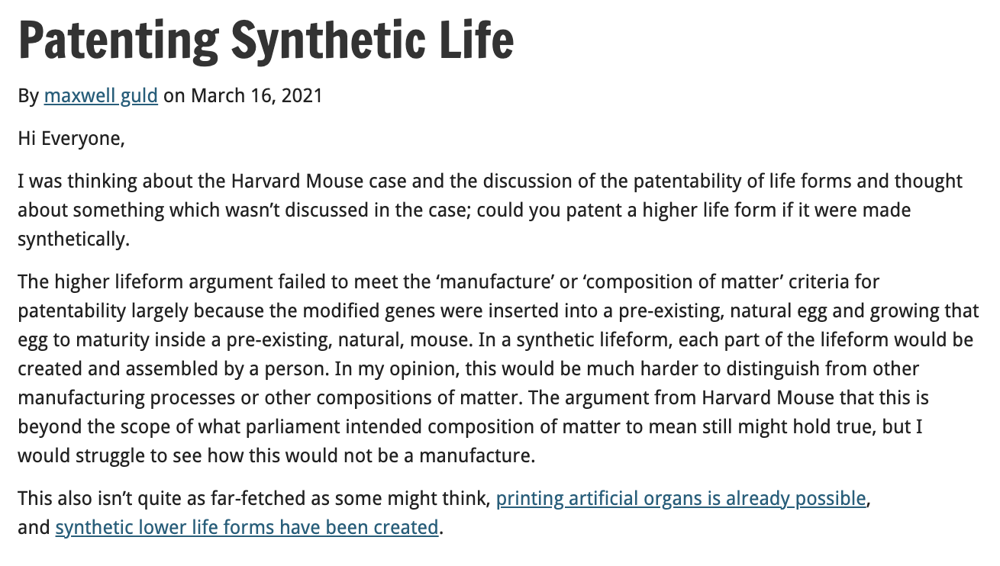 Patenting Synthetic Life
By maxwell guld on March 16, 2021
Hi Everyone,
I was thinking about the Harvard Mouse case and the discussion of the patentability of life forms and thought
about something which wasn’t discussed in the case; could you patent a higher life form if it were made
synthetically.
The higher lifeform argument failed to meet the ‘manufacture’ or ‘composition of matter’ criteria for
patentability largely because the modified genes were inserted into a pre-existing, natural egg and growing that
egg to maturity inside a pre-existing, natural, mouse. In a synthetic lifeform, each part of the lifeform would be
created and assembled by a person. In my opinion, this would be much harder to distinguish from other
manufacturing processes or other compositions of matter. The argument from Harvard Mouse that this is
beyond the scope of what parliament intended composition of matter to mean still might hold true, but I
would struggle to see how this would not be a manufacture.
This also isn’t quite as far-fetched as some might think, printing artificial organs is already possible,
and synthetic lower life forms have been created.